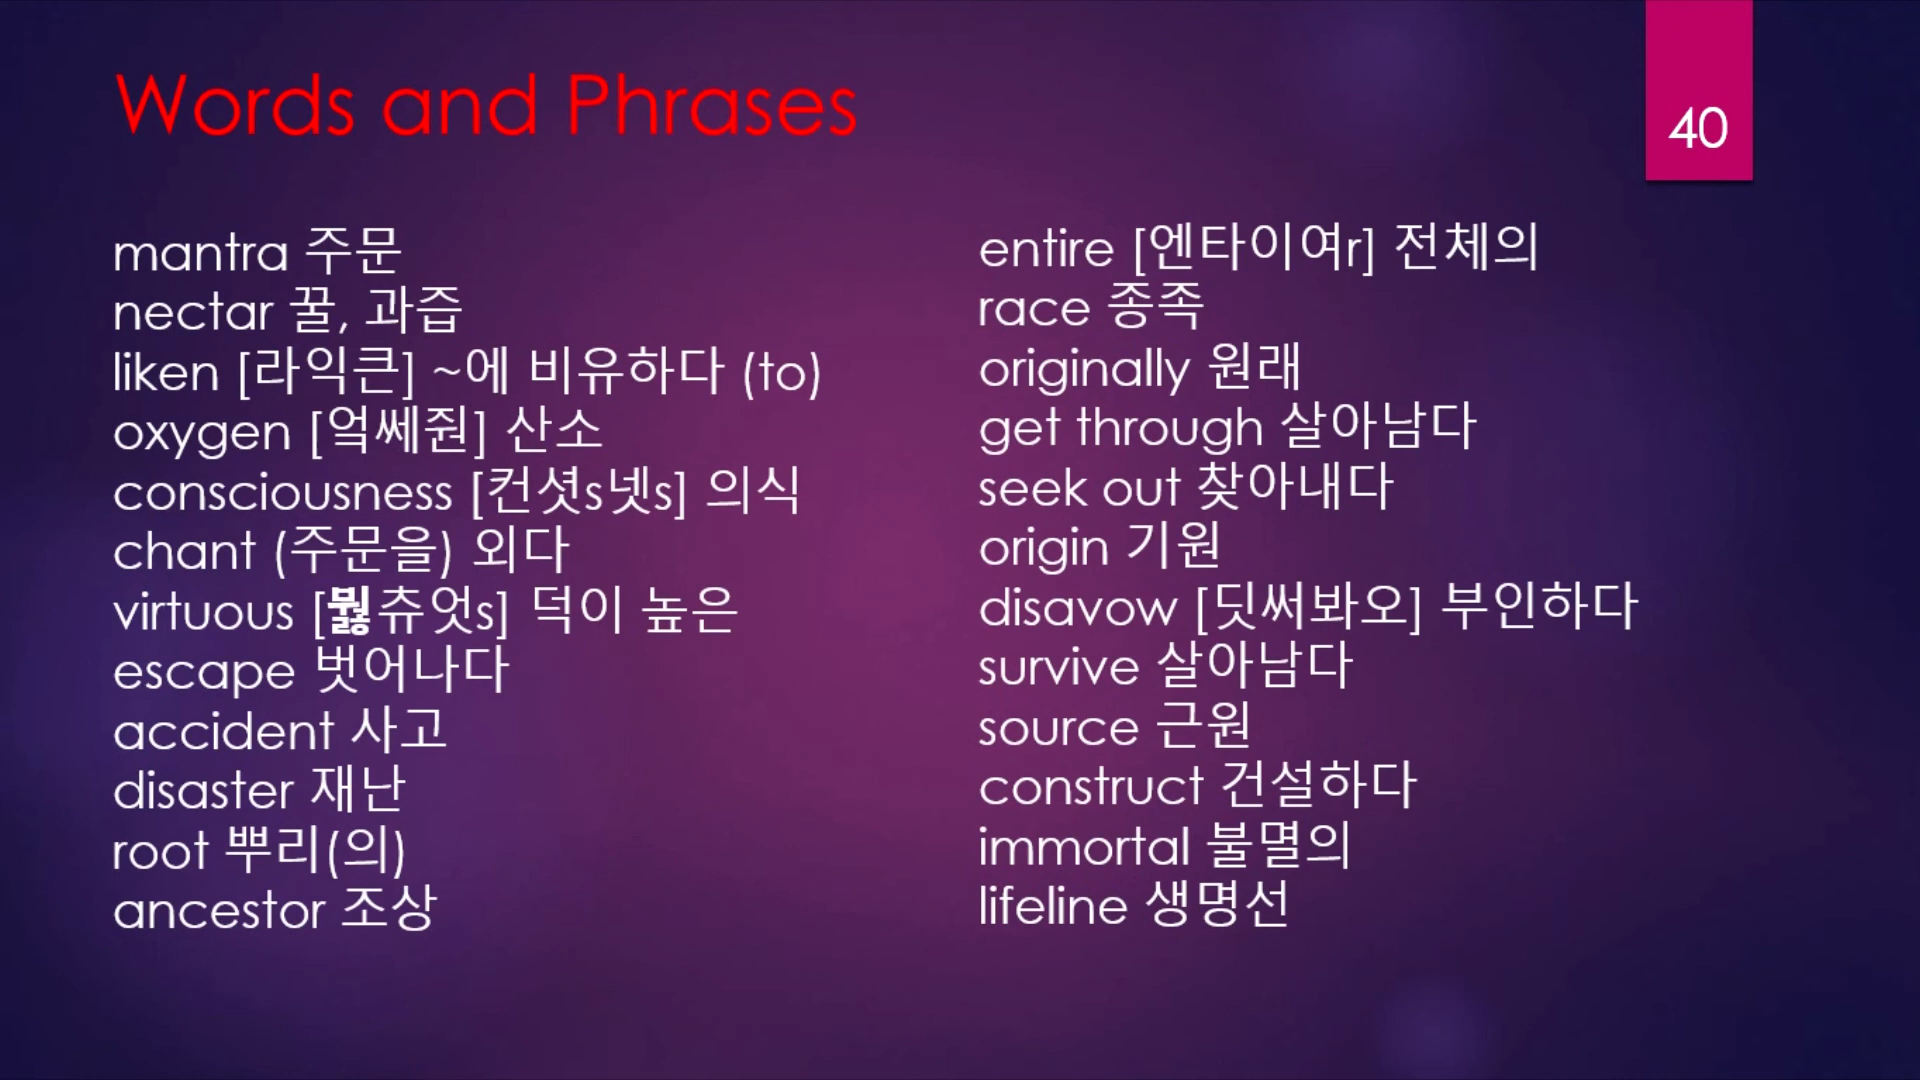 Words and Phrases
40
mantra 주문
nectar 꿀, 과즙
liken [라익큰] ~에 비유하다 (to)
oxygen [엌쎄줜] 산소
consciousness [컨셧s넷s] 의식
chant (주문을) 외다
virtuous [뷣츄엇s] 덕이 높은
escape 벗어나다
accident 사고
disaster 재난
root 뿌리(의)
ancestor 조상
entire [엔타이여r] 전체의
race 종족
originally 원래
get through 살아남다
seek out 찾아내다
origin 기원
disavow [딧써봐오] 부인하다
survive 살아남다
source 근원
construct 건설하다
immortal 불멸의
lifeline 생명선